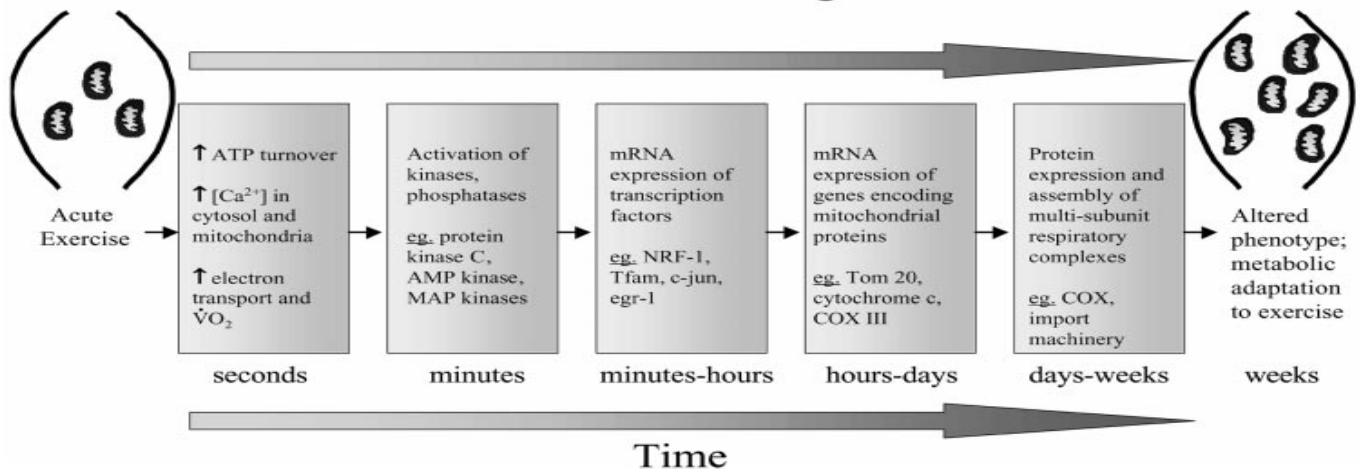 Acute
Exercise
↑ ATP turnover
↑ [Ca²⁺] in
cytosol and
mitochondria
↑ electron
transport and
V̇O₂
seconds
Activation of
kinases,
phosphatases
eg. protein
kinase C,
AMP kinase,
MAP kinases
minutes
mRNA
expression of
transcription
factors
eg. NRF-1,
Tfam, c-jun,
egr-1
minutes-hours
mRNA
expression of
genes encoding
mitochondrial
proteins
eg. Tom 20,
cytochrome c,
COX III
hours-days
Protein
expression and
assembly of
multi-subunit
respiratory
complexes
eg. COX,
import
machinery
days-weeks
Altered
phenotype;
metabolic
adaptation
to exercise
weeks
Time